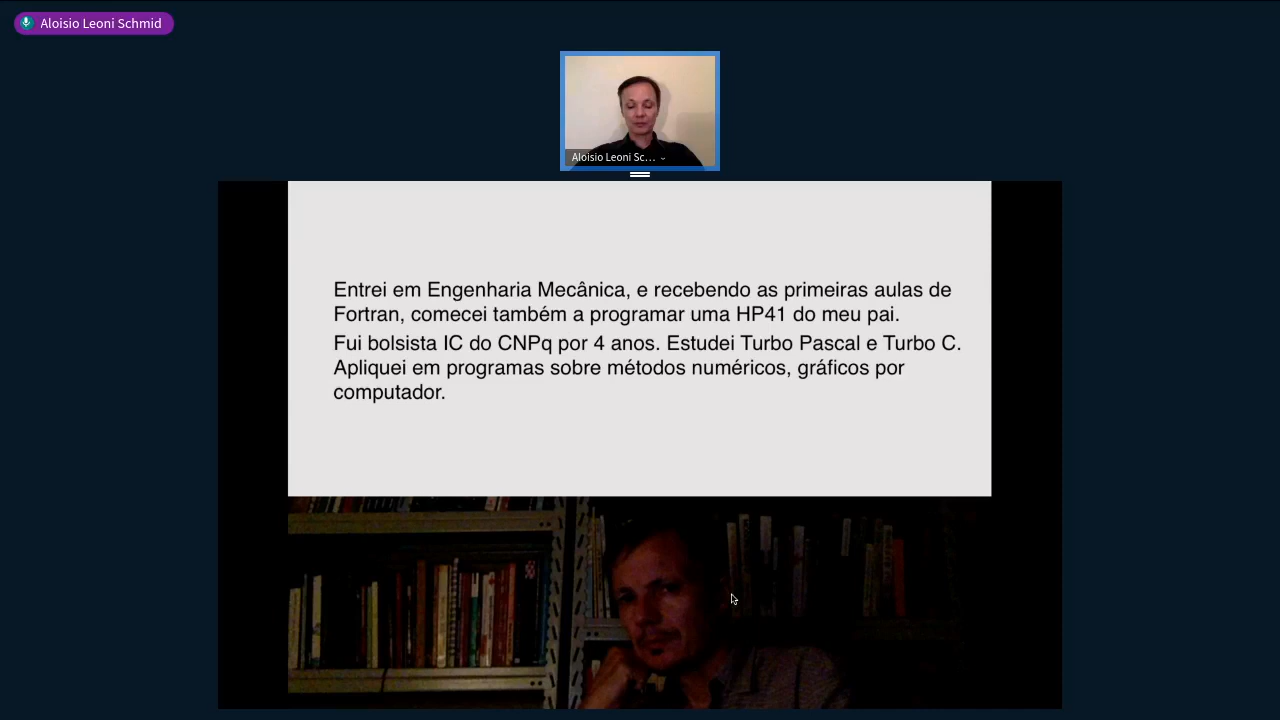 Aloisio Leoni Schmid
Aloisio Leoni Sc...
Entrei em Engenharia Mecânica, e recebendo as primeiras aulas de
Fortran, comecei também a programar uma HP41 do meu pai.
Fui bolsista IC do CNPq por 4 anos. Estudei Turbo Pascal e Turbo C.
Apliquei em programas sobre métodos numéricos, gráficos por
computador.